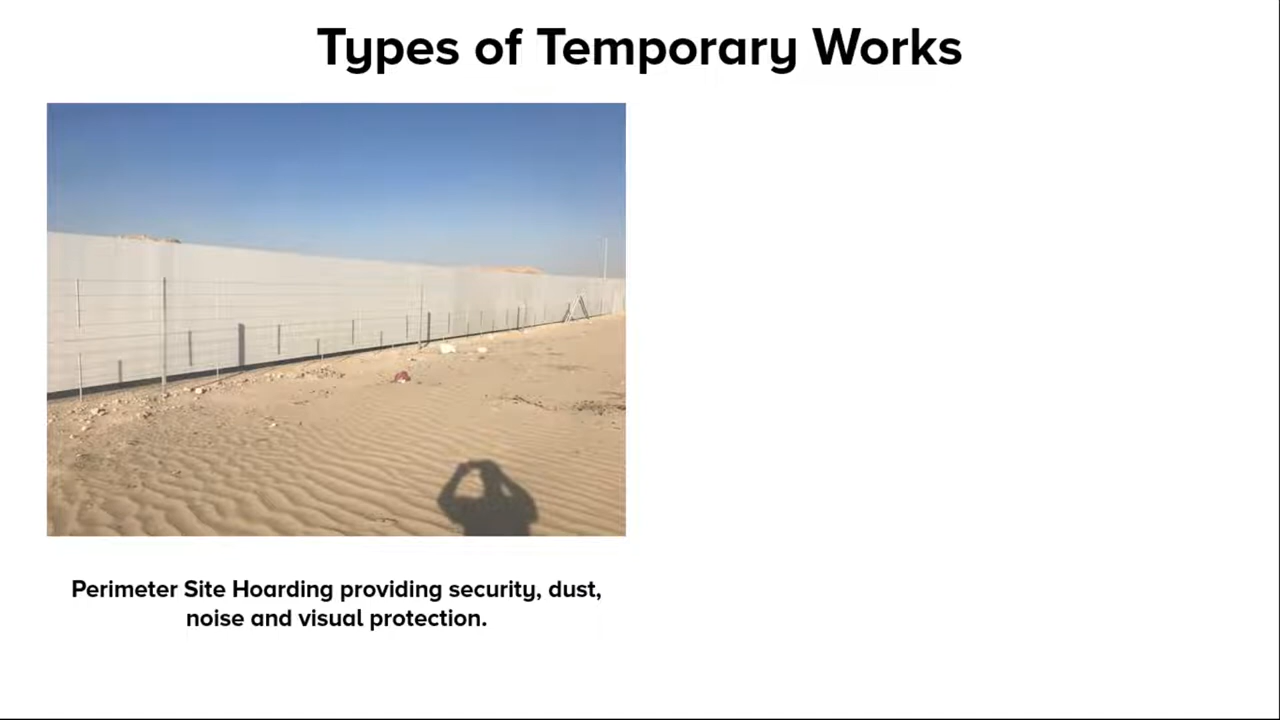 Types of Temporary Works
Perimeter Site Hoarding providing security, dust,
noise and visual protection.